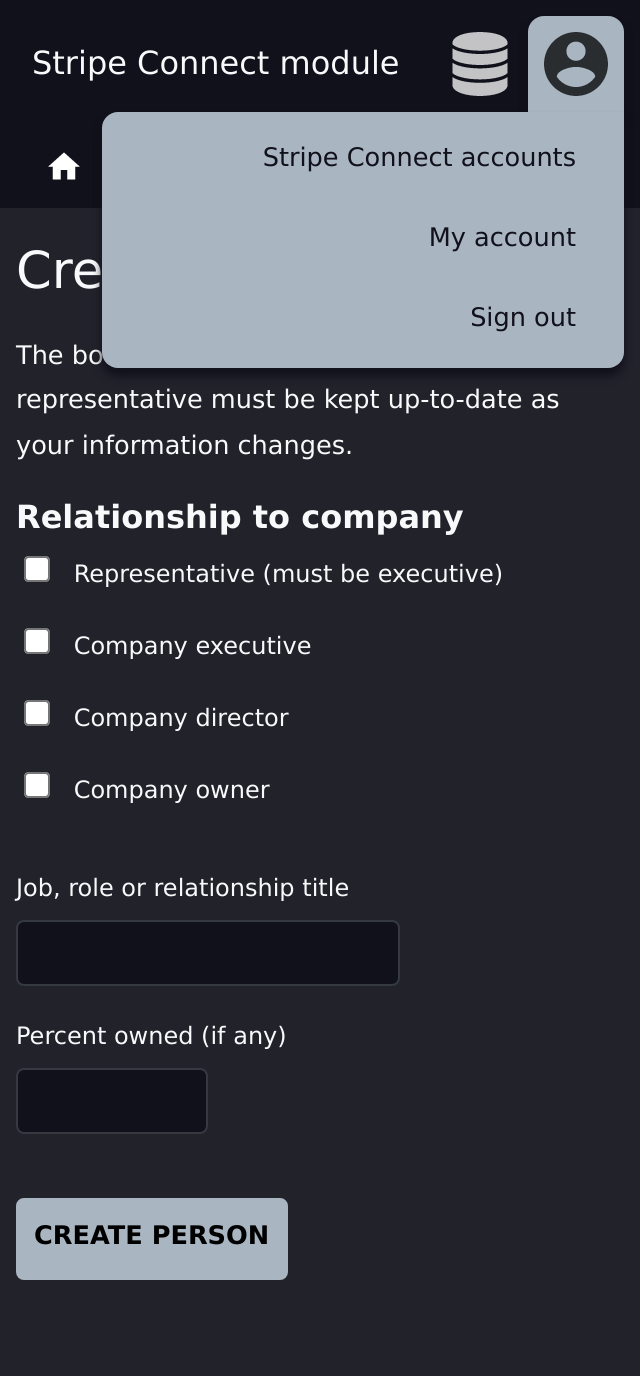 Stripe Connect module
Stripe Connect accounts
My account
Sign out
Cre
The bo
representative must be kept up-to-date as
your information changes.
Relationship to company
Representative (must be executive)
Company executive
Company director
Company owner
Job, role or relationship title
Percent owned (if any)
CREATE PERSON